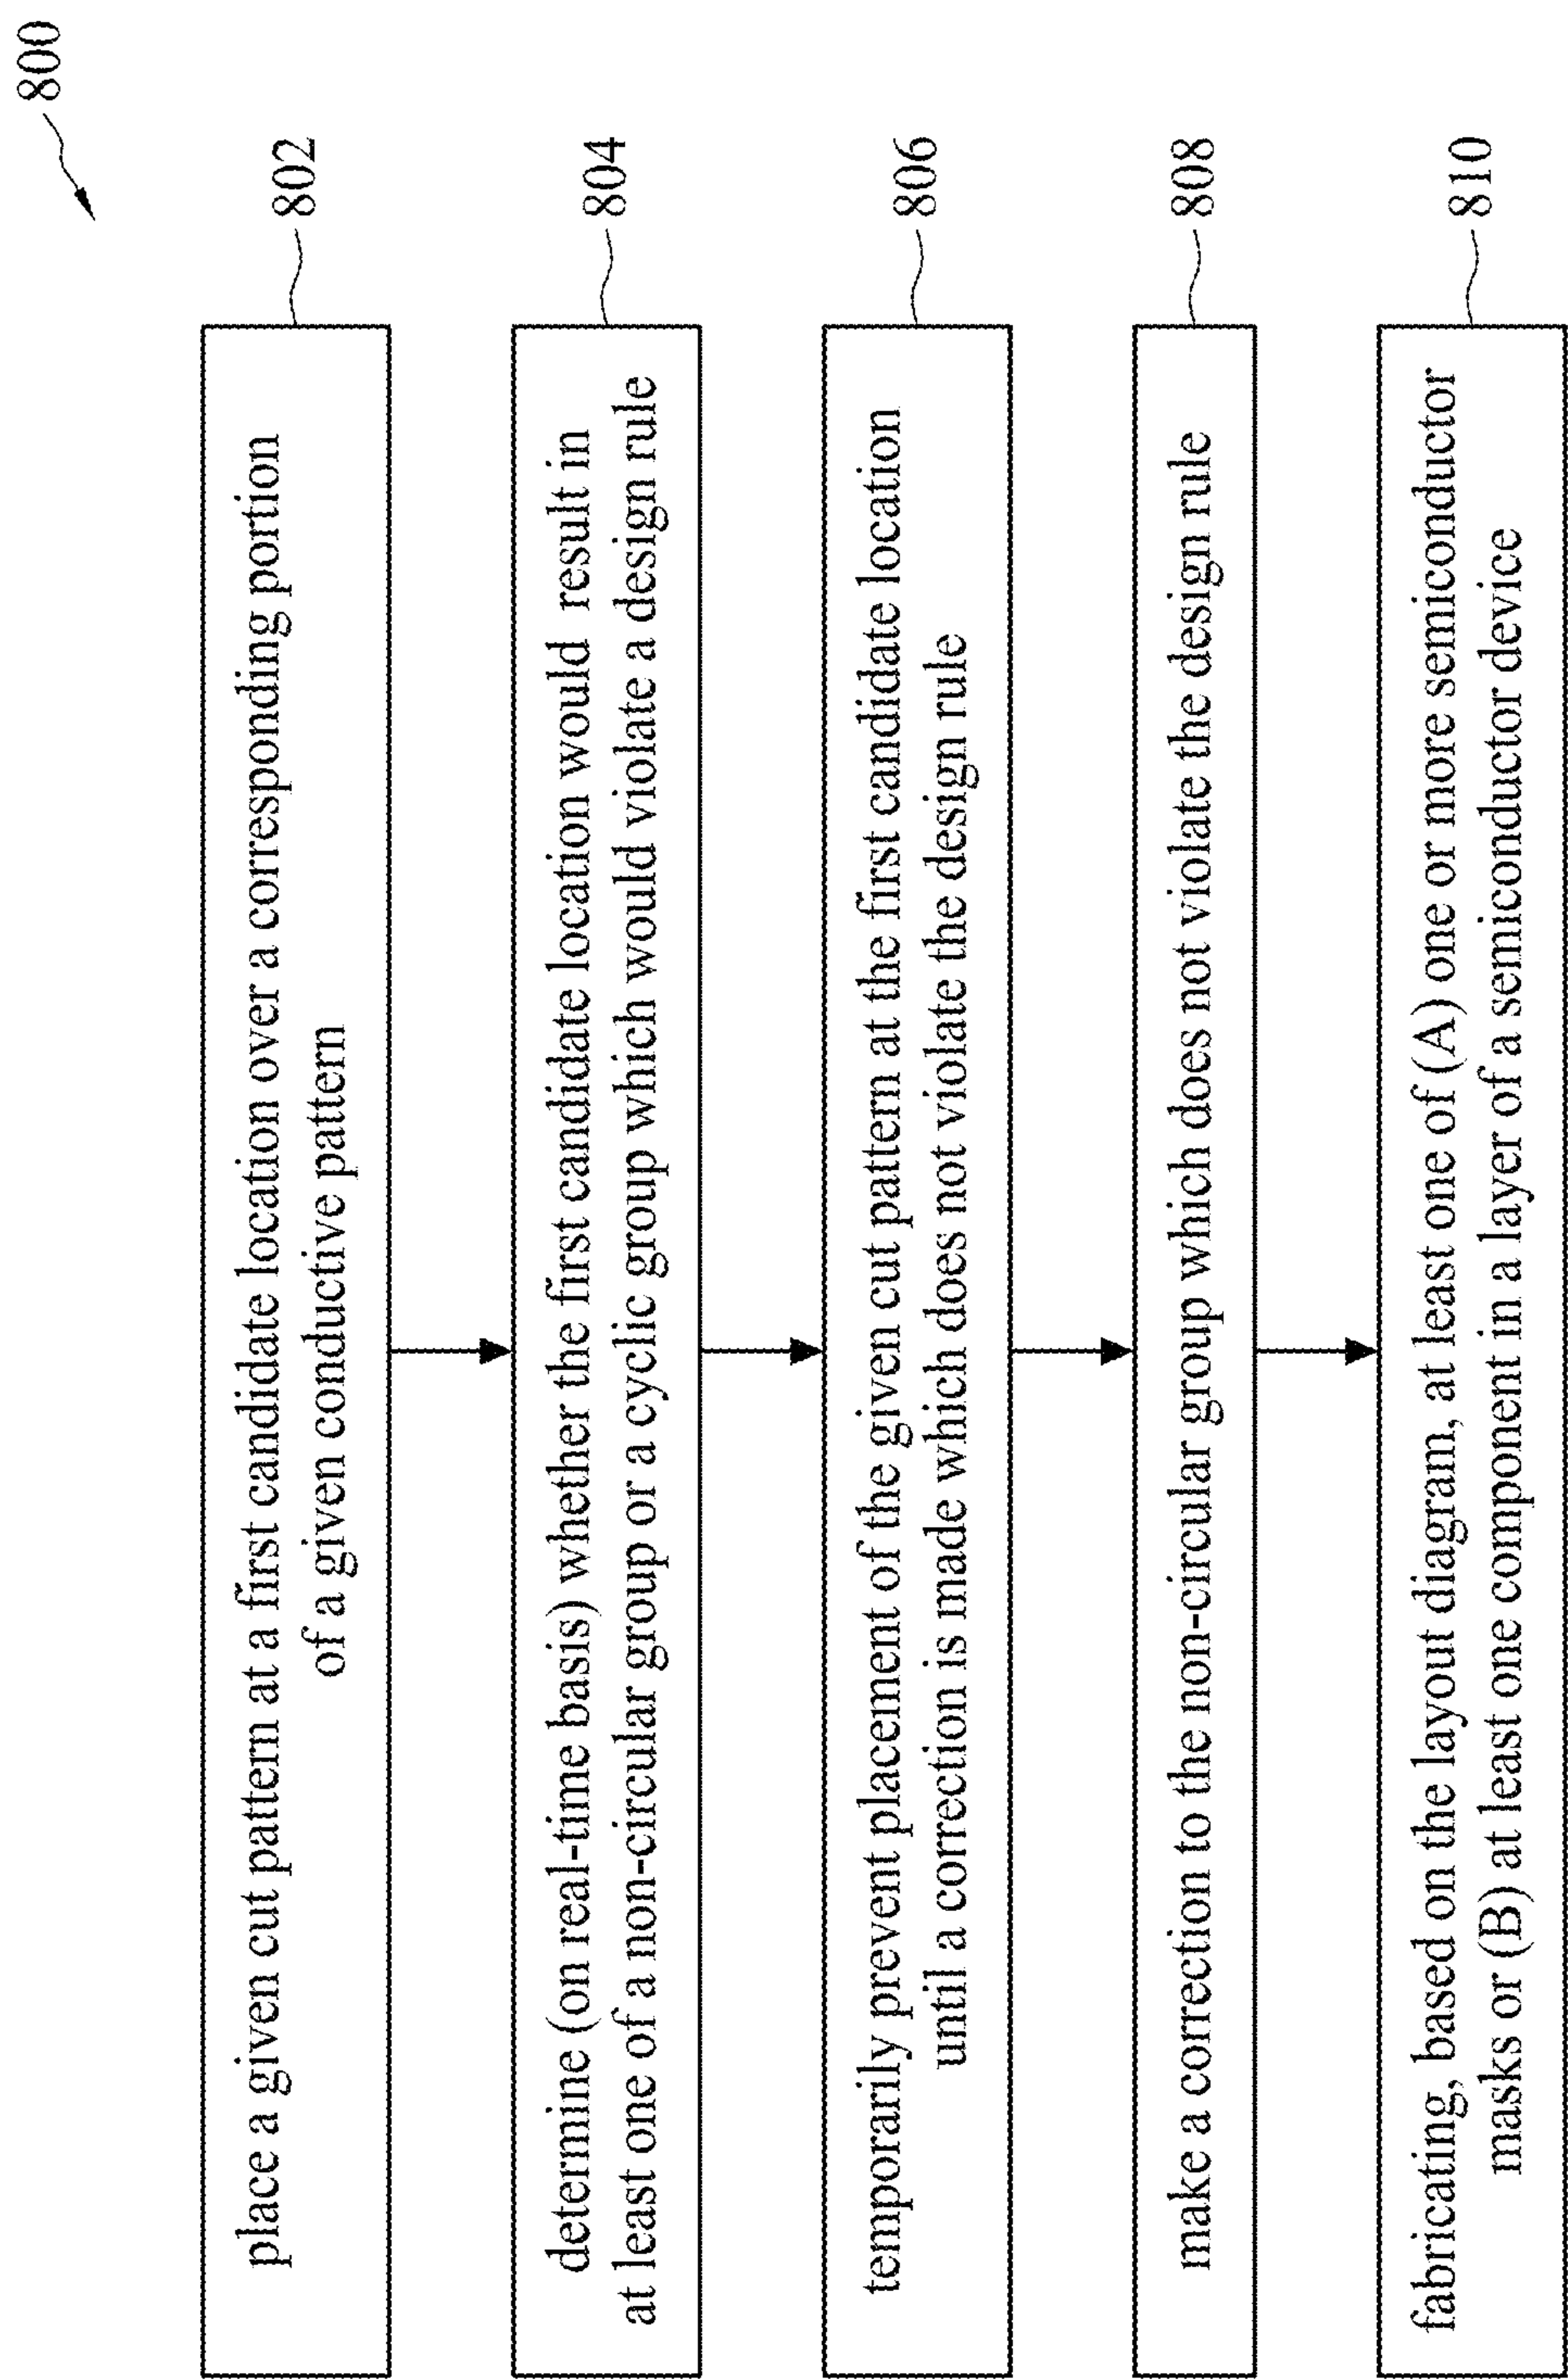 800
place a given cut pattern at a first candidate location over a corresponding portion
of a given conductive pattern
802
determine (on real-time basis) whether the first candidate location would result in
at least one of a non-circular group or a cyclic group which would violate a design rule
804
temporarily prevent placement of the given cut pattern at the first candidate location
until a correction is made which does not violate the design rule
806
make a correction to the non-circular group which does not violate the design rule
808
fabricating, based on the layout diagram, at least one of (A) one or more semiconductor
masks or (B) at least one component in a layer of a semiconductor device
810